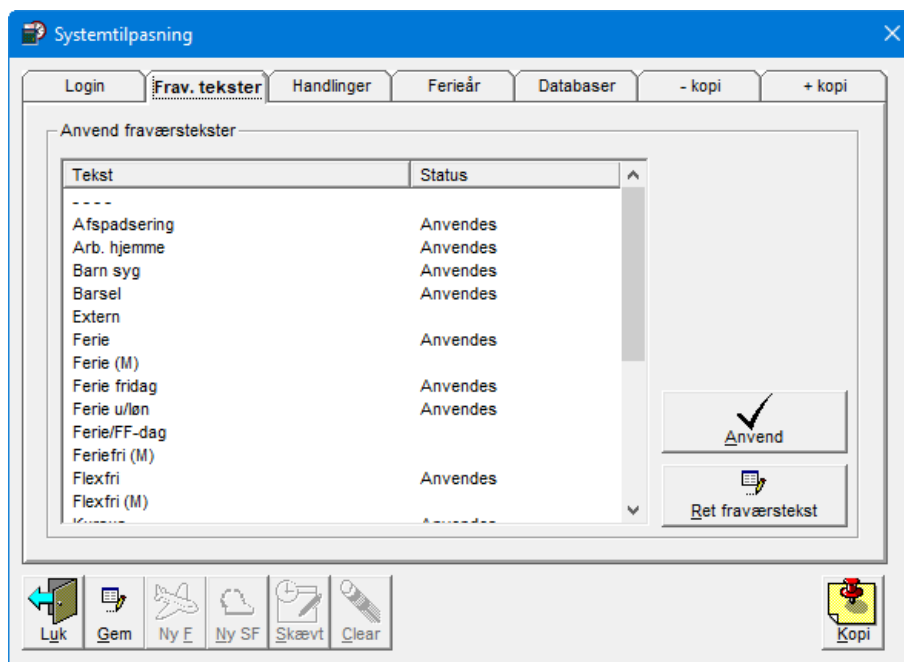 Systemtilpasning
Login Frav. tekster Handlinger Ferieår Databaser - kopi + kopi
Anvend fraværstekster
Tekst Status
- - - -
Afspadsering Anvendes
Arb. hjemme Anvendes
Barn syg Anvendes
Barsel Anvendes
Extern
Ferie Anvendes
Ferie (M)
Ferie fridag Anvendes
Ferie u/løn Anvendes
Ferie/FF-dag
Feriefri (M)
Flexfri Anvendes
Flexfri (M)
Kursus Anvendes
Anvend
Ret fraværstekst
Luk Gem Ny F Ny SF Skævt Clear Kopi